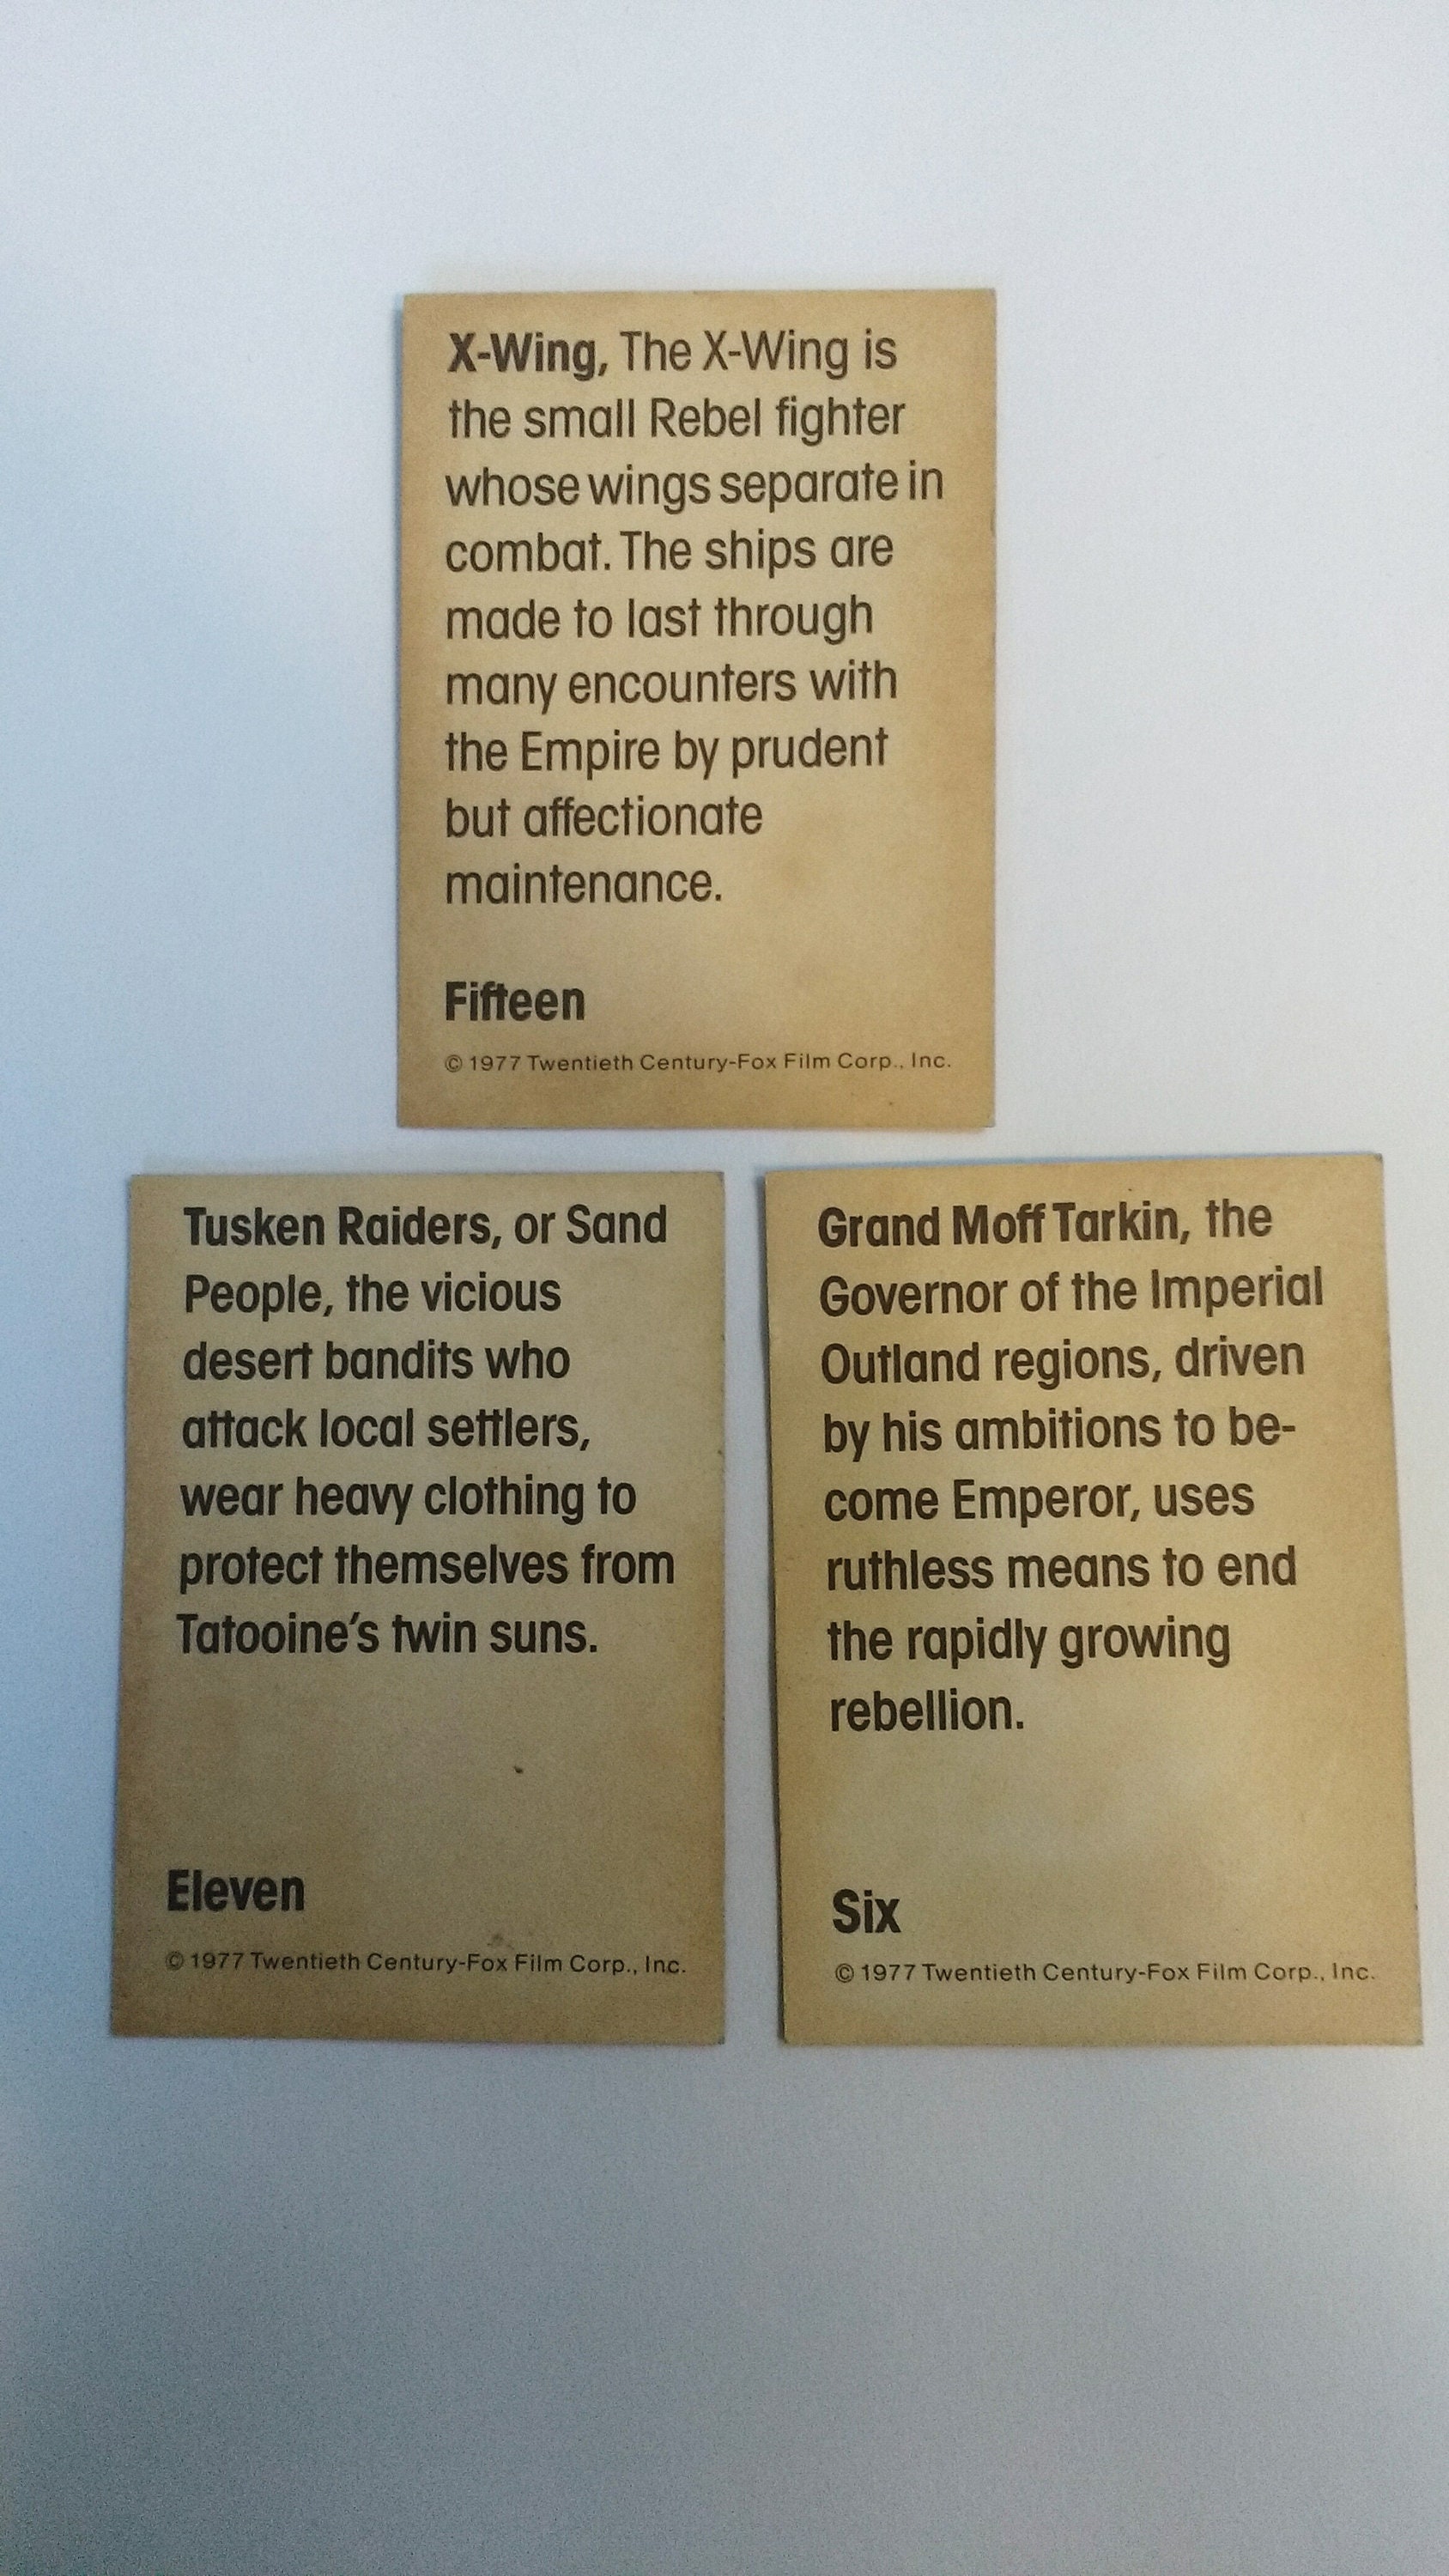 X-Wing, The X-Wing is
the small Rebel fighter
whose wings separate in
combat. The ships are
made to last through
many encounters with
the Empire by prudent
but affectionate
maintenance.
Fifteen
© 1977 Twentieth Century-Fox Film Corp., Inc.
Tusken Raiders, or Sand
People, the vicious
desert bandits who
attack local settlers,
wear heavy clothing to
protect themselves from
Tatooine's twin suns.
Eleven
© 1977 Twentieth Century-Fox Film Corp., Inc.
Grand Moff Tarkin, the
Governor of the Imperial
Outland regions, driven
by his ambitions to be-
come Emperor, uses
ruthless means to end
the rapidly growing
rebellion.
Six
© 1977 Twentieth Century-Fox Film Corp., Inc.